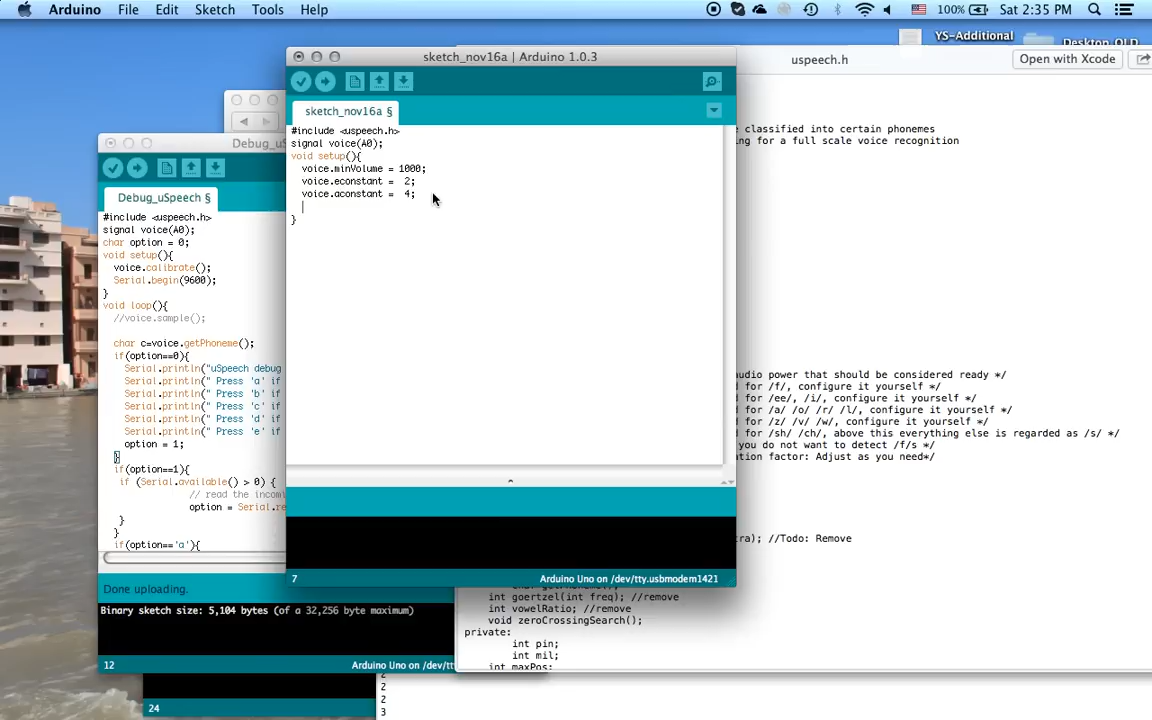 Arduino File Edit Sketch Tools Help
100% Sat 2:35 PM
YS-Additional
Desktop_OLD
sketch_nov16a | Arduino 1.0.3
sketch_nov16a §
#include <uspeech.h>
signal voice(A0);
void setup(){
voice.minVolume = 1000;
voice.econstant = 2;
voice.aconstant = 4;
}
7
Arduino Uno on /dev/tty.usbmodem1421
Debug_uS
Debug_uSpeech §
#include <uspeech.h>
signal voice(A0);
char option = 0;
void setup(){
voice.calibrate();
Serial.begin(9600);
}
void loop(){
//voice.sample();
char c=voice.getPhoneme();
if(option==0){
Serial.println("uSpeech debug
Serial.println(" Press 'a' if
Serial.println(" Press 'b' if
Serial.println(" Press 'c' if
Serial.println(" Press 'd' if
Serial.println(" Press 'e' if
option = 1;
}
if(option==1){
if (Serial.available() > 0) {
// read the incomi
option = Serial.re
}
}
if(option=='a'){
Done uploading.
Binary sketch size: 5,104 bytes (of a 32,256 byte maximum)
12
Arduino Uno on /dev/tt
24
uspeech.h
Open with Xcode
e classified into certain phonemes
ing for a full scale voice recognition
udio power that should be considered ready */
d for /f/, configure it yourself */
d for /ee/, /i/, configure it yourself */
d for /a/ /o/ /r/ /l/, configure it yourself */
d for /z/ /v/ /w/, configure it yourself */
d for /sh/ /ch/, above this everything else is regarded as /s/ */
you do not want to detect /f/s */
ation factor: Adjust as you need*/
tra); //Todo: Remove
char getPhoneme();
int goertzel(int freq); //remove
int vowelRatio; //remove
void zeroCrossingSearch();
private:
int pin;
int mil;
int maxPos;
2
2
3